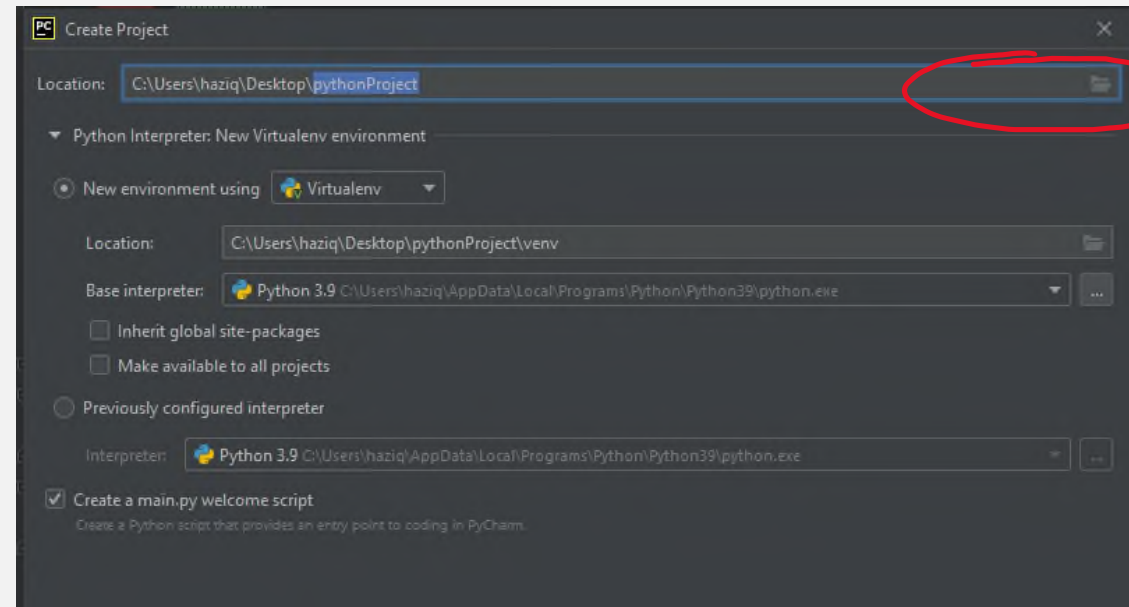 PC Create Project
Location: C:\Users\haziq\Desktop\pythonProject
Python Interpreter: New Virtualenv environment
New environment using Virtualenv
Location: C:\Users\haziq\Desktop\pythonProject\venv
Base interpreter: Python 3.9 C:\Users\haziq\AppData\Local\Programs\Python\Python39\python.exe ...
Inherit global site-packages
Make available to all projects
Previously configured interpreter
Interpreter: Python 3.9 C:\Users\haziq\AppData\Local\Programs\Python\Python39\python.exe ...
Create a main.py welcome script
Create a Python script that provides an entry point to coding in PyCharm.